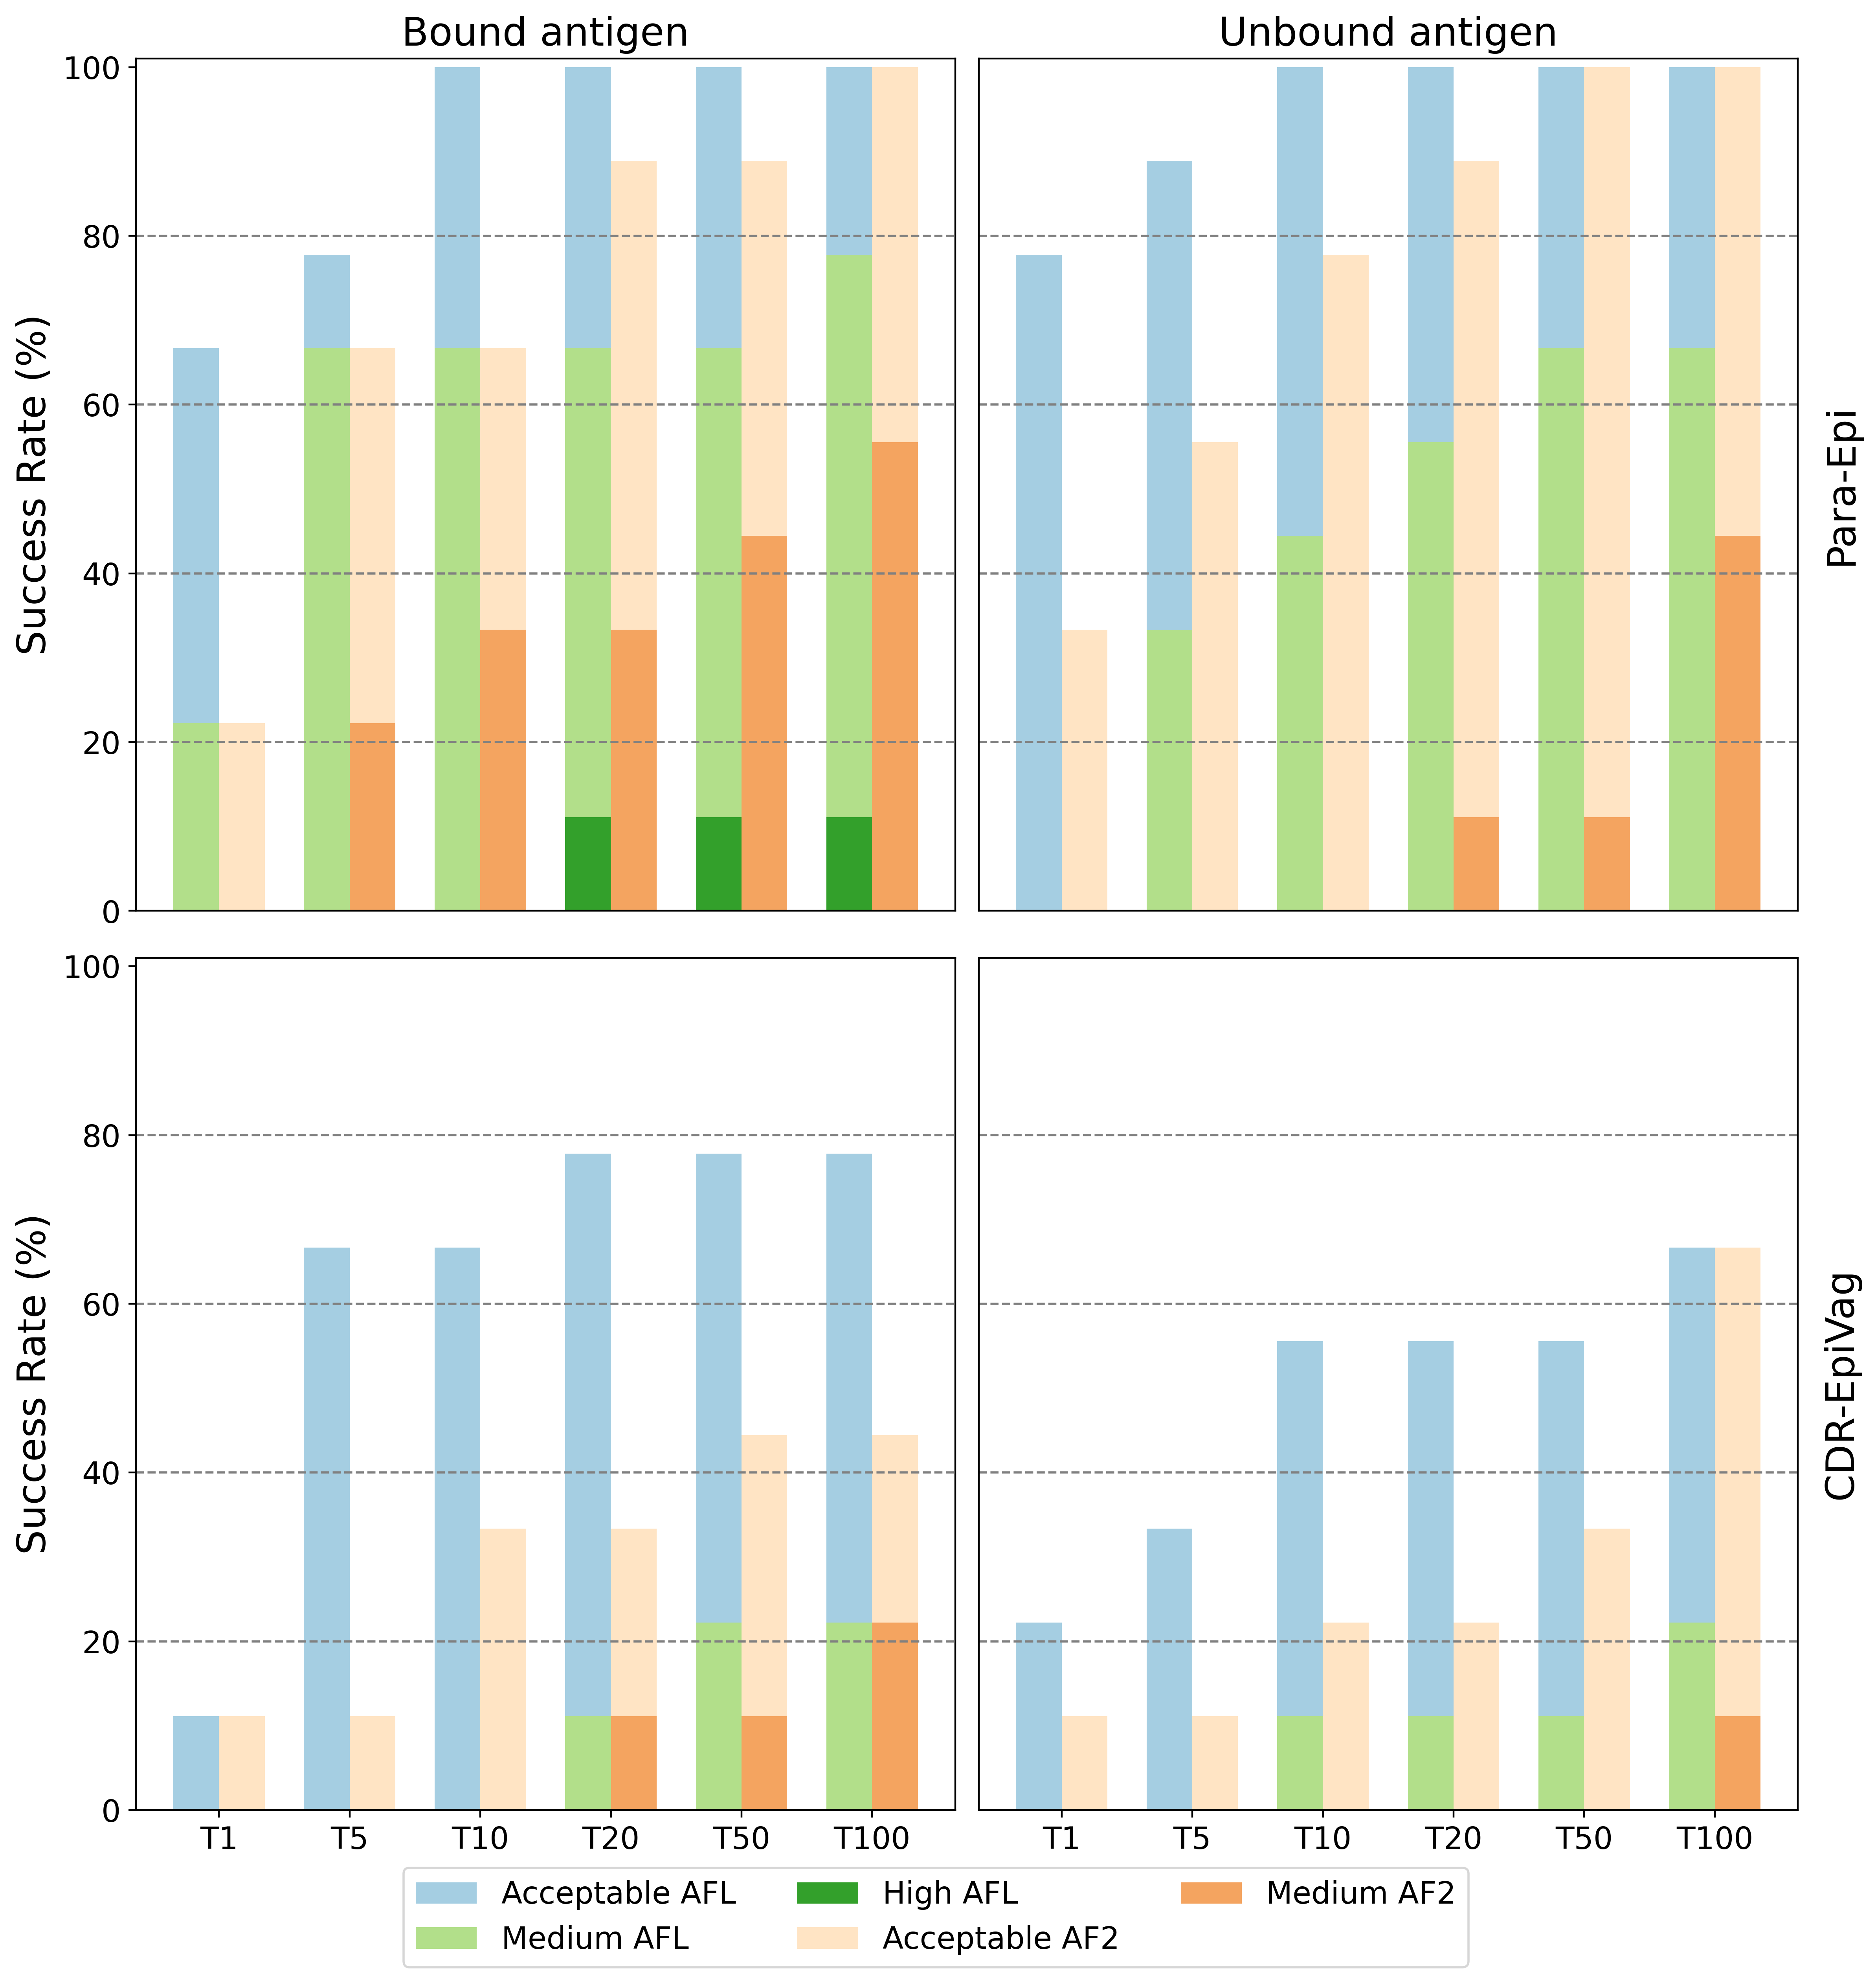 Bound antigen
Unbound antigen
100
80
60
40
20
0
Success Rate (%)
Para-Epi
100
80
60
40
20
0
Success Rate (%)
CDR-EpiVag
T1 T5 T10 T20 T50 T100
T1 T5 T10 T20 T50 T100
Acceptable AFL
Medium AFL
High AFL
Acceptable AF2
Medium AF2